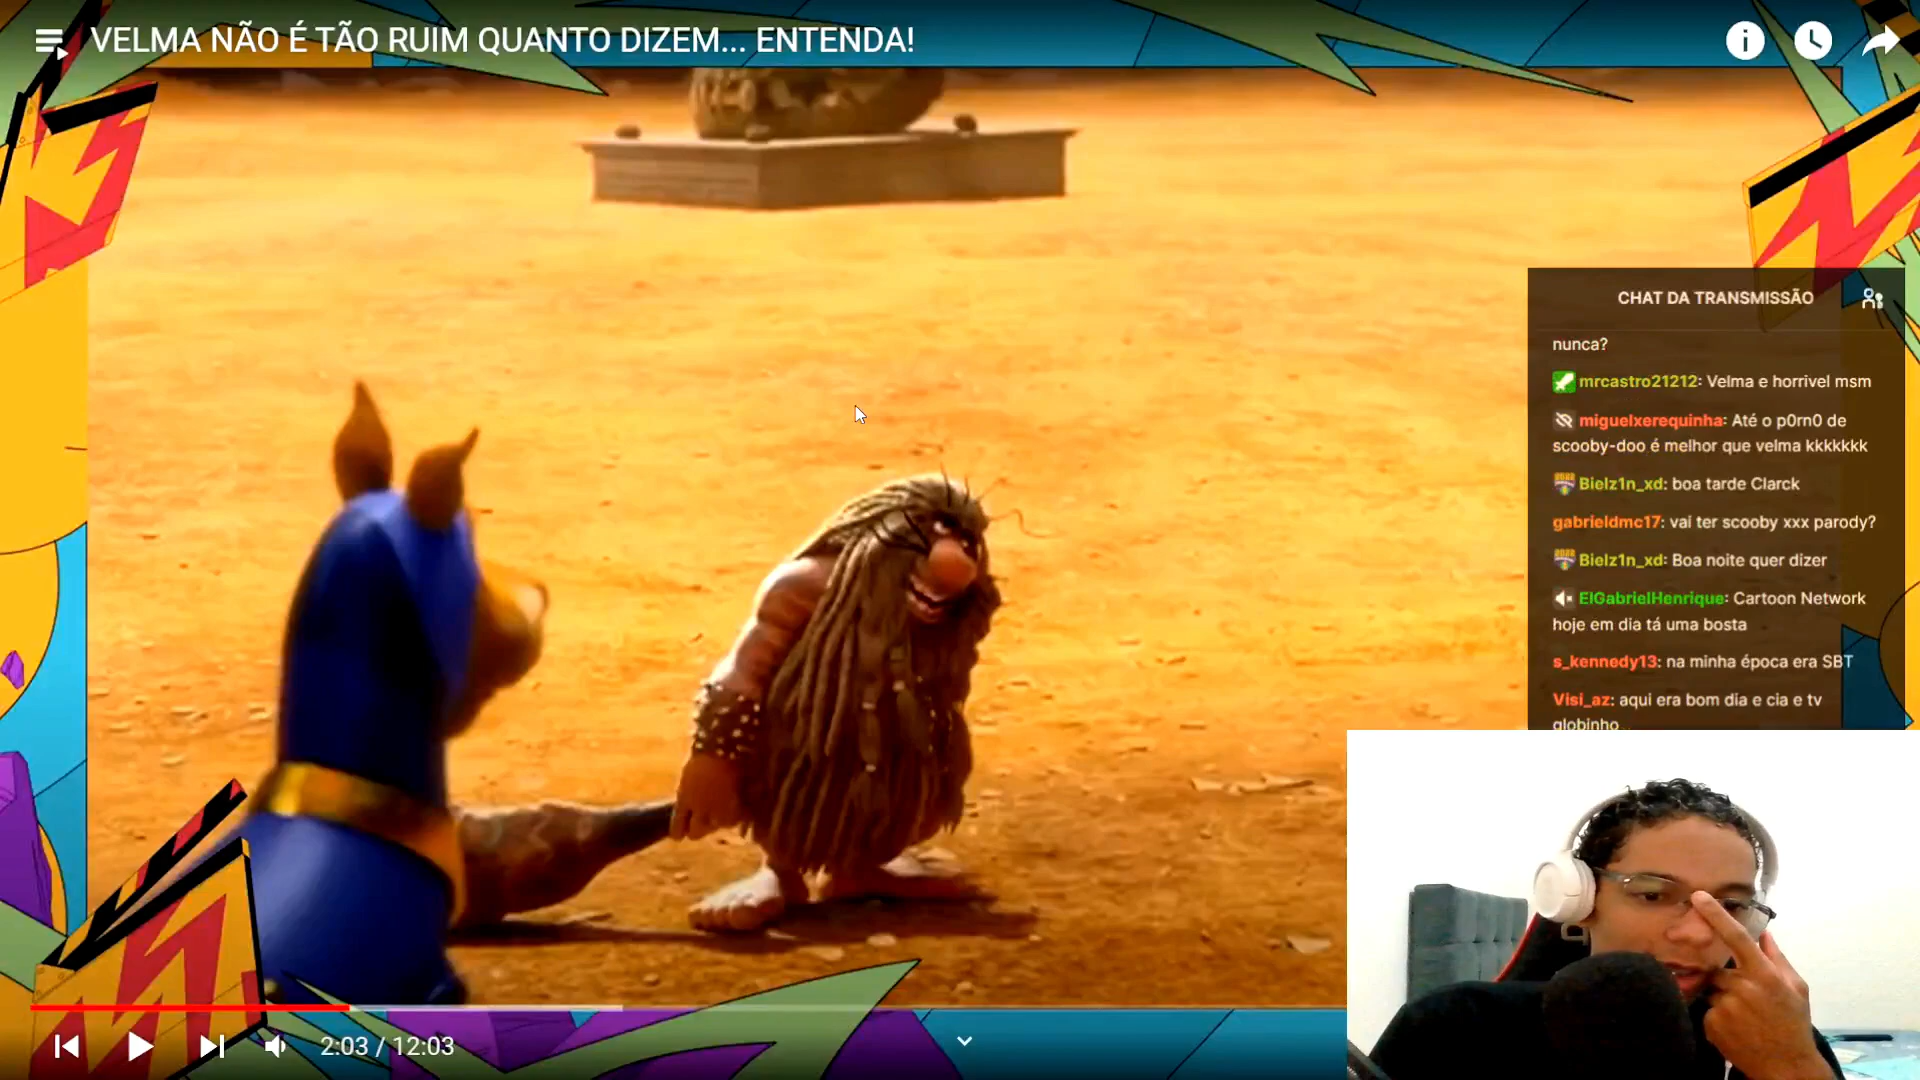 VELMA NÃO É TÃO RUIM QUANTO DIZEM... ENTENDA!
CHAT DA TRANSMISSÃO
nunca?
mrcastro21212: Velma e horrivel msm
miguelxerequinha: Até o p0rn0 de
scooby-doo é melhor que velma kkkkkkk
Bielz1n_xd: boa tarde Clarck
gabrieldmc17: vai ter scooby xxx parody?
Bielz1n_xd: Boa noite quer dizer
ElGabrielHenrique: Cartoon Network
hoje em dia tá uma bosta
s_kennedy13: na minha época era SBT
Visi_az: aqui era bom dia e cia e tv
globinho
2:03 / 12:03